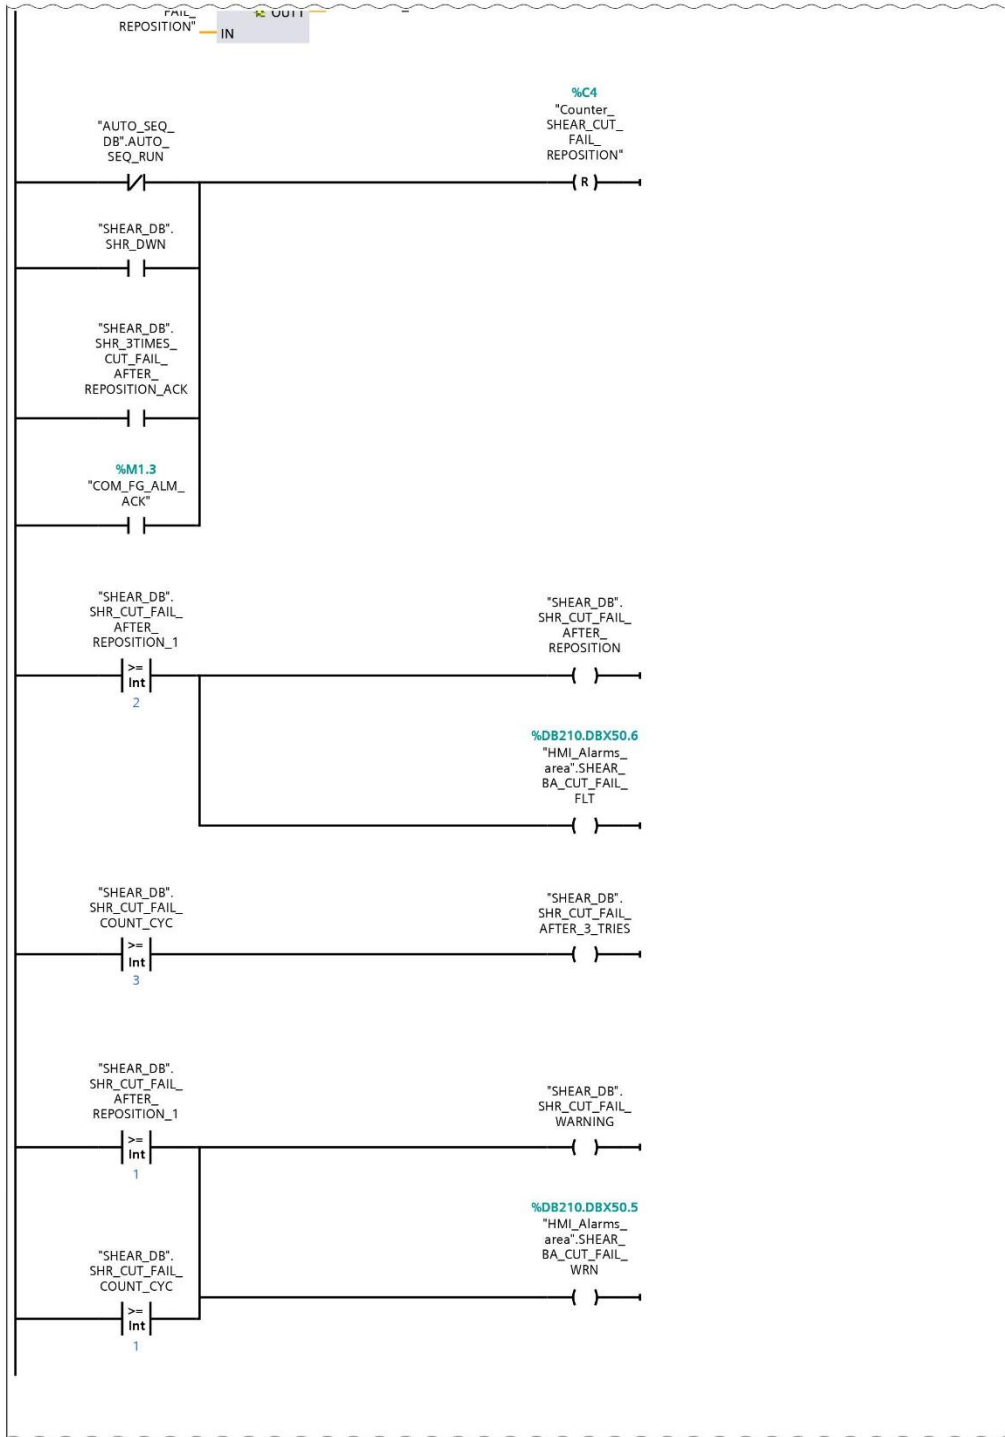 FAIL_
REPOSITION"
OUT1
IN
%C4
"Counter_
SHEAR_CUT_
FAIL_
REPOSITION"
"AUTO_SEQ_
DB".AUTO_
SEQ_RUN
R
"SHEAR_DB".
SHR_DWN
"SHEAR_DB".
SHR_3TIMES_
CUT_FAIL_
AFTER_
REPOSITION_ACK
%M1.3
"COM_FG_ALM_
ACK"
"SHEAR_DB".
SHR_CUT_FAIL_
AFTER_
REPOSITION_1
>=
Int
2
"SHEAR_DB".
SHR_CUT_FAIL_
AFTER_
REPOSITION
%DB210.DBX50.6
"HMI_Alarms_
area".SHEAR_
BA_CUT_FAIL_
FLT
"SHEAR_DB".
SHR_CUT_FAIL_
COUNT_CYC
>=
Int
3
"SHEAR_DB".
SHR_CUT_FAIL_
AFTER_3_TRIES
"SHEAR_DB".
SHR_CUT_FAIL_
AFTER_
REPOSITION_1
>=
Int
1
"SHEAR_DB".
SHR_CUT_FAIL_
WARNING
%DB210.DBX50.5
"HMI_Alarms_
area".SHEAR_
BA_CUT_FAIL_
WRN
"SHEAR_DB".
SHR_CUT_FAIL_
COUNT_CYC
>=
Int
1